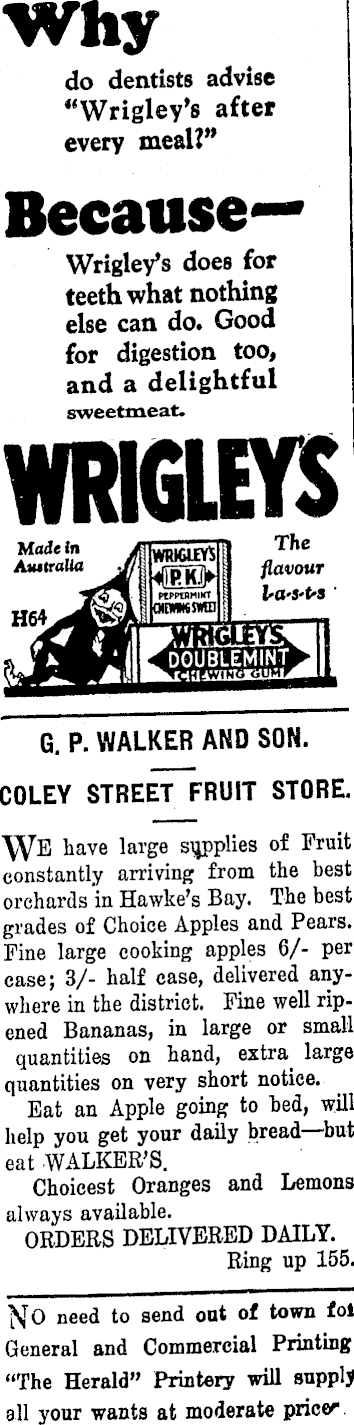 Why
do dentists advise
"Wrigley's after
every meal?"
Because—
Wrigley's does for
teeth what nothing
else can do. Good
for digestion too,
and a delightful
sweetmeat.
WRIGLEY'S
Made in
Australia
The
flavour
l-a-s-t-s
H64
WRIGLEY'S
P.K.
PEPPERMINT
CHEWING SWEET
WRIGLEY'S
DOUBLEMINT
CHEWING GUM
G. P. WALKER AND SON.
COLEY STREET FRUIT STORE.
WE have large supplies of Fruit
constantly arriving from the best
orchards in Hawke's Bay. The best
grades of Choice Apples and Pears.
Fine large cooking apples 6/- per
case; 3/- half case, delivered any-
where in the district. Fine well rip-
ened Bananas, in large or small
quantities on hand, extra large
quantities on very short notice.
Eat an Apple going to bed, will
help you get your daily bread—but
eat WALKER'S.
Choicest Oranges and Lemons
always available.
ORDERS DELIVERED DAILY.
Ring up 155.
NO need to send out of town for
General and Commercial Printing
"The Herald" Printery will supply
all your wants at moderate prices.